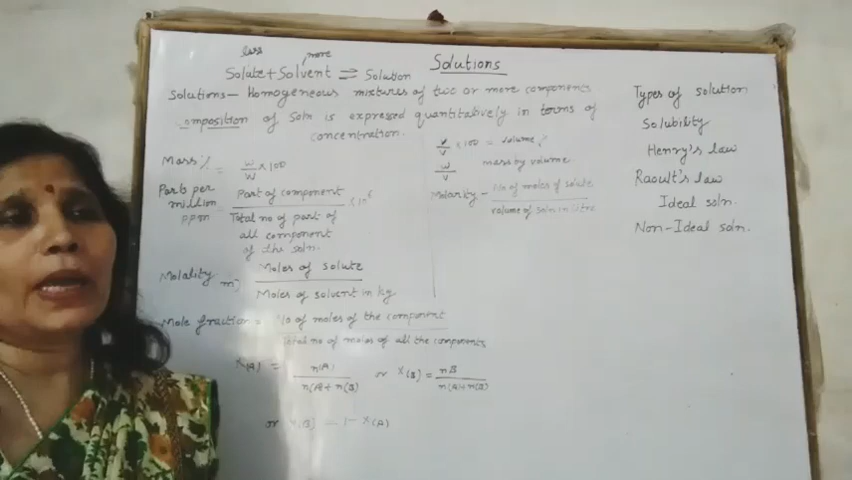 Solutions
less
more
Solute + Solvent ⇌ Solution
Solutions — Homogeneous mixtures of two or more components
Composition of Soln is expressed quantitatively in terms of
concentration.
Mass % = w/W × 100
Parts per
million
ppm
= Part of component / Total no of part of all component of the soln. × 10⁶
Molality m) = Moles of solute / Moles of solvent in kg
Mole fraction = No of moles of the component / Total no of moles of all the components
X(A) = n(A) / n(A) + n(B) or X(B) = nB / n(A) + n(B)
or X(B) = 1 - X(A)
v/V × 100 = volume %
w/V mass by volume
Molarity - No of moles of solute / volume of soln in litre
Types of solution
Solubility
Henry's law
Raoult's law
Ideal soln.
Non-Ideal soln.